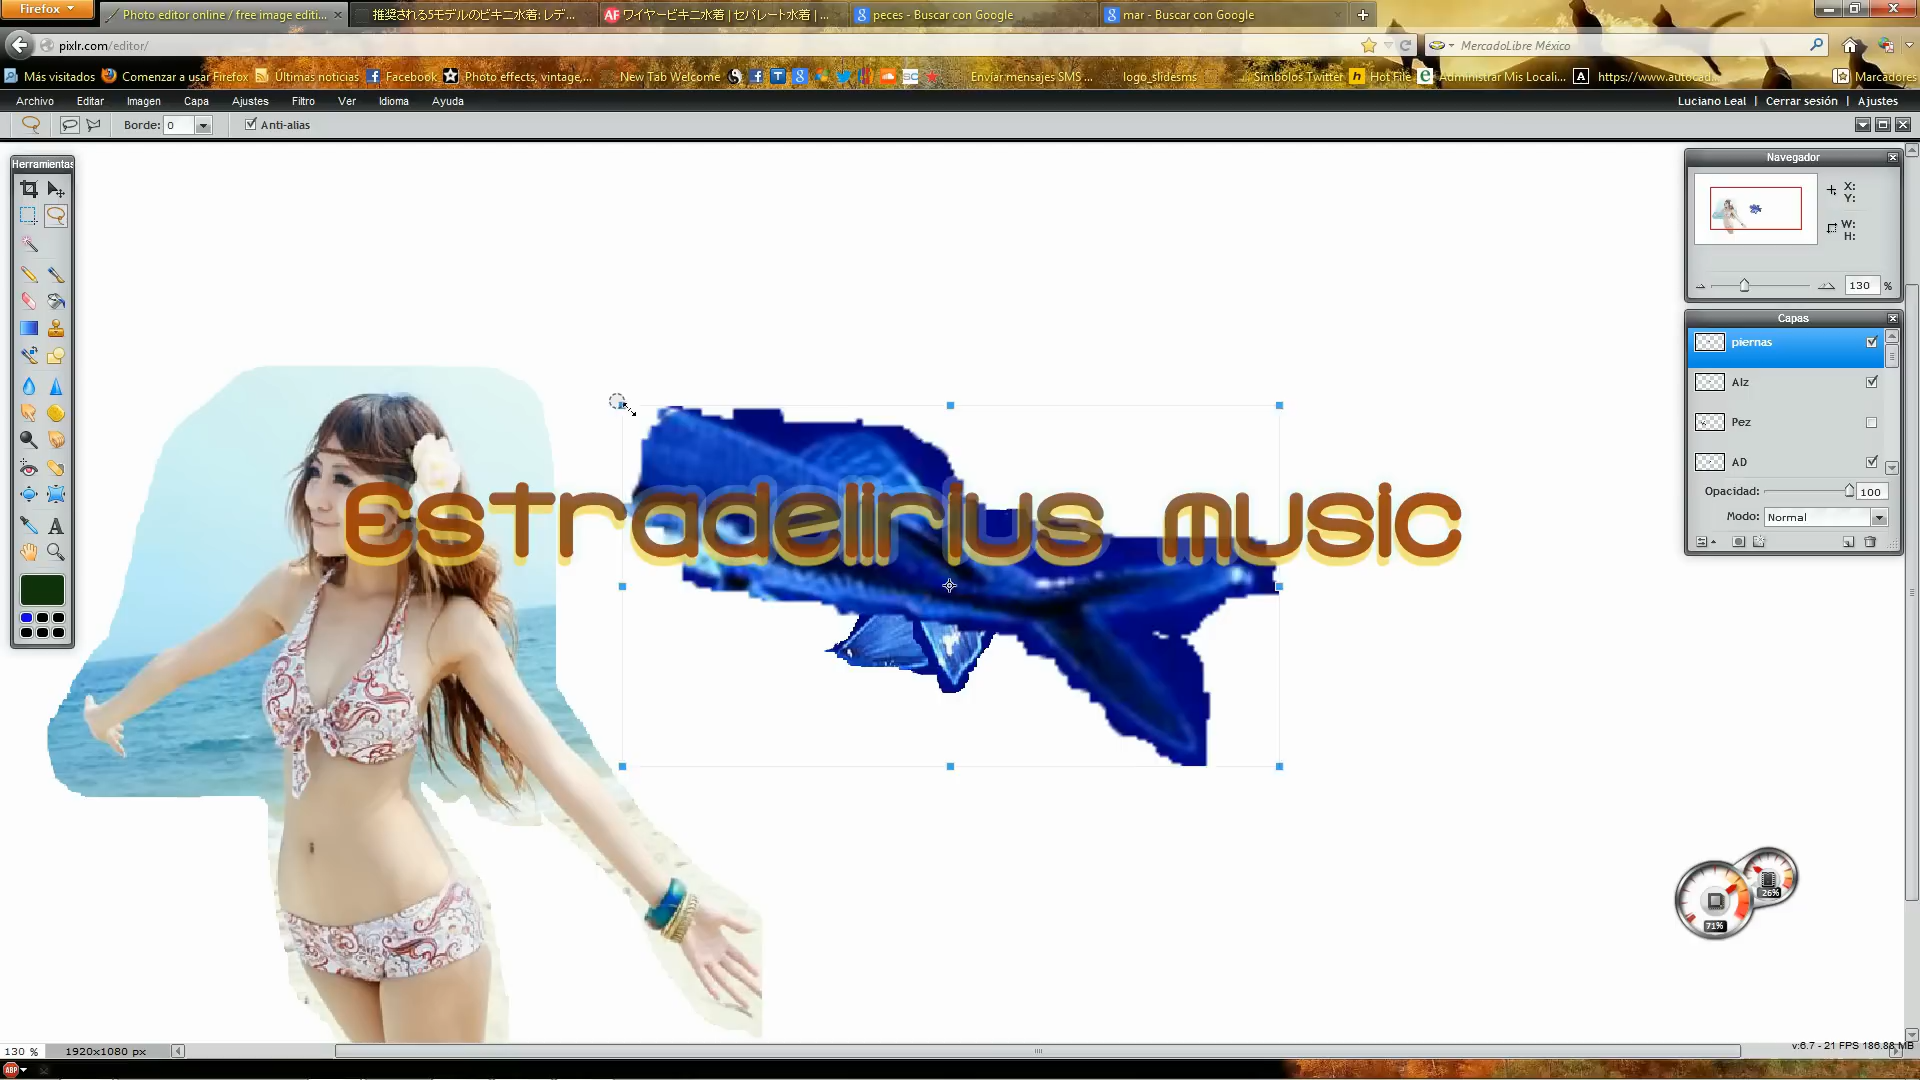 Firefox
Photo editor online / free image editi...
推奨される5モデルのビキニ水着: レデ...
AF ワイヤービキニ水着 | セパレート水着 | ...
peces - Buscar con Google
mar - Buscar con Google
pixlr.com/editor/
MercadoLibre México
Más visitados
Comenzar a usar Firefox
Últimas noticias
Facebook
Photo effects, vintage,...
New Tab Welcome
Enviar mensajes SMS ...
logo_slidesms
Símbolos Twitter
Hot File
Administrar Mis Locali...
https://www.autocad...
Marcadores
Archivo Editar Imagen Capa Ajustes Filtro Ver Idioma Ayuda
Luciano Leal | Cerrar sesión | Ajustes
Borde: 0
Anti-alias
Herramientas
Navegador
X:
Y:
W:
H:
130 %
Capas
piernas
Alz
Pez
AD
Opacidad: 100
Modo: Normal
Estradelirius music
26%
71%
130 %
1920x1080 px
v:6.7 - 21 FPS 186.88 MB
ABP